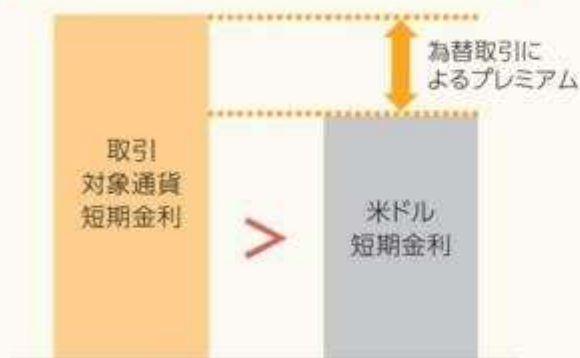 為替取引に
よるプレミアム
取引
対象通貨
短期金利
>
米ドル
短期金利